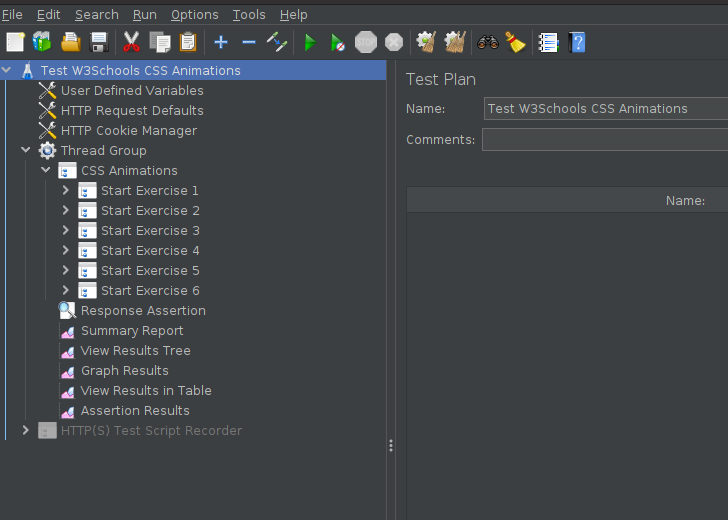 File Edit Search Run Options Tools Help
STOP
Test W3Schools CSS Animations
User Defined Variables
HTTP Request Defaults
HTTP Cookie Manager
Thread Group
CSS Animations
Start Exercise 1
Start Exercise 2
Start Exercise 3
Start Exercise 4
Start Exercise 5
Start Exercise 6
Response Assertion
Summary Report
View Results Tree
Graph Results
View Results in Table
Assertion Results
HTTP(S) Test Script Recorder
Test Plan
Name: Test W3Schools CSS Animations
Comments:
Name: